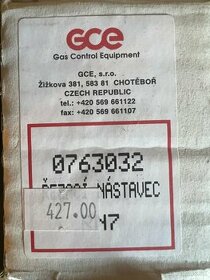 GCE
Gas Control Equipment
GCE, s.r.o.
Žižkova 381, 583 81 CHOTĚBOŘ
CZECH REPUBLIC
tel.: +420 569 661122
fax: +420 569 661107
0763032
NÁSTAVEC
427.00